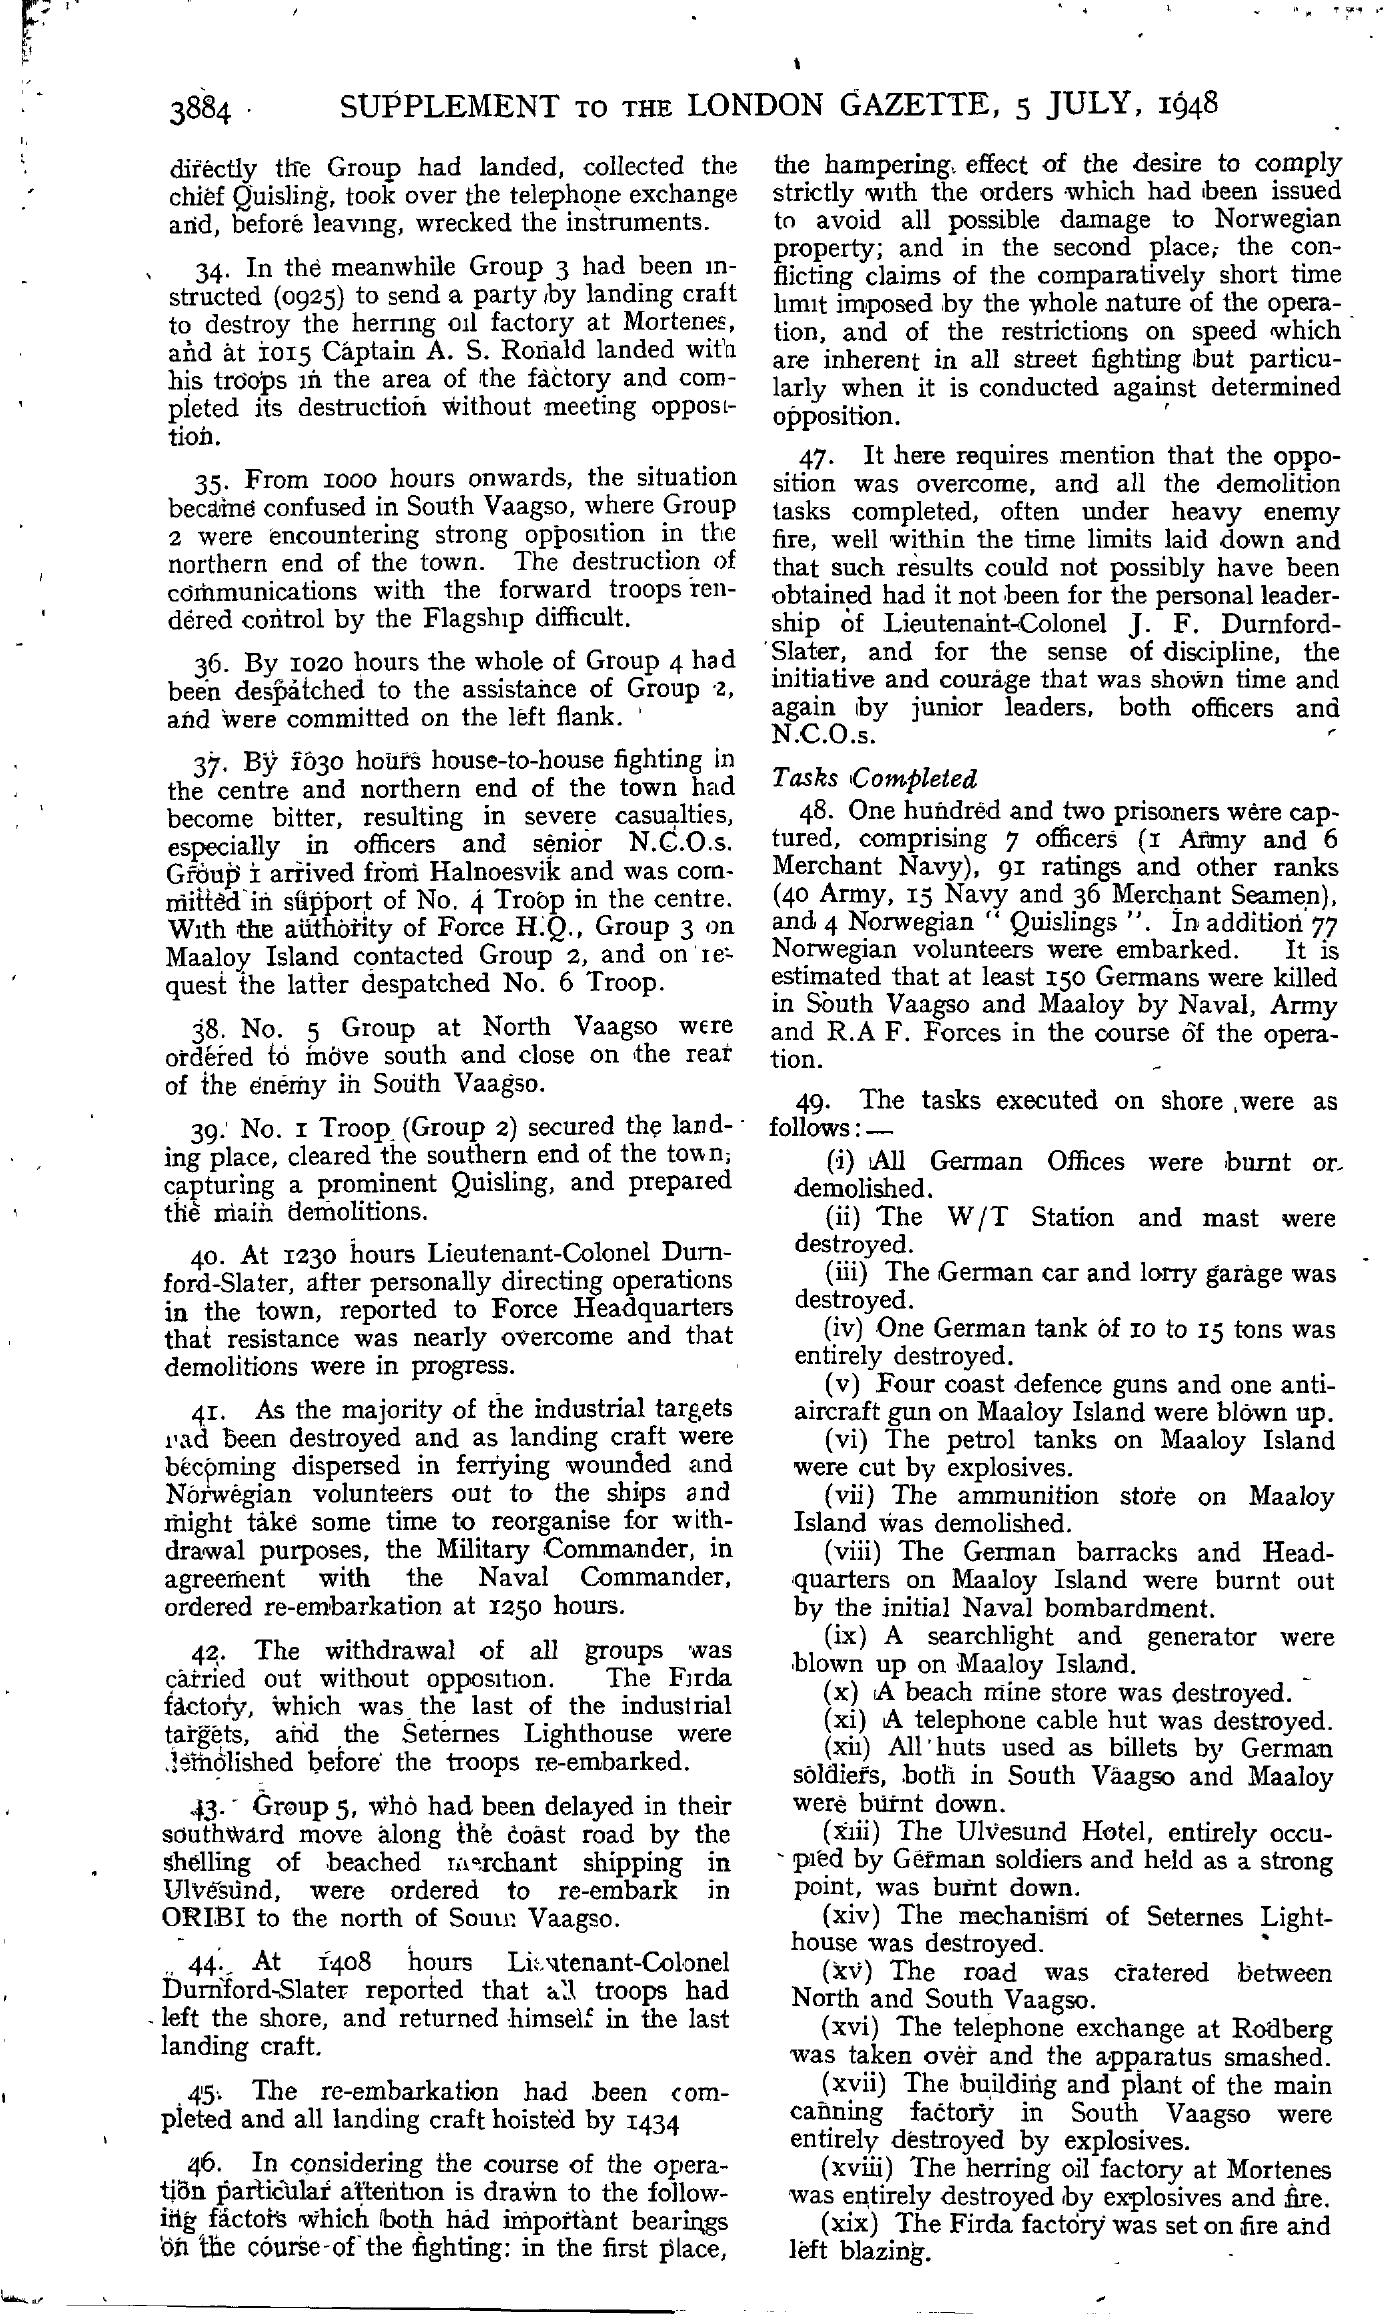 3884 SUPPLEMENT TO THE LONDON GAZETTE, 5 JULY, 1948
directly the Group had landed, collected the
chief Quisling, took over the telephone exchange
and, before leaving, wrecked the instruments.
34. In the meanwhile Group 3 had been in-
structed (0925) to send a party by landing craft
to destroy the herring oil factory at Mortenes,
and at 1015 Captain A. S. Ronald landed with
his troops in the area of the factory and com-
pleted its destruction without meeting opposi-
tion.
35. From 1000 hours onwards, the situation
became confused in South Vaagso, where Group
2 were encountering strong opposition in the
northern end of the town. The destruction of
communications with the forward troops ren-
dered control by the Flagship difficult.
36. By 1020 hours the whole of Group 4 had
been despatched to the assistance of Group 2,
and were committed on the left flank.
37. By 1030 hours house-to-house fighting in
the centre and northern end of the town had
become bitter, resulting in severe casualties,
especially in officers and senior N.C.O.s.
Group 1 arrived from Halnoesvik and was com-
mitted in support of No. 4 Troop in the centre.
With the authority of Force H.Q., Group 3 on
Maaloy Island contacted Group 2, and on re-
quest the latter despatched No. 6 Troop.
38. No. 5 Group at North Vaagso were
ordered to move south and close on the rear
of the enemy in South Vaagso.
39. No. 1 Troop (Group 2) secured the land-
ing place, cleared the southern end of the town,
capturing a prominent Quisling, and prepared
the main demolitions.
40. At 1230 hours Lieutenant-Colonel Durn-
ford-Slater, after personally directing operations
in the town, reported to Force Headquarters
that resistance was nearly overcome and that
demolitions were in progress.
41. As the majority of the industrial targets
had been destroyed and as landing craft were
becoming dispersed in ferrying wounded and
Norwegian volunteers out to the ships and
might take some time to reorganise for with-
drawal purposes, the Military Commander, in
agreement with the Naval Commander,
ordered re-embarkation at 1250 hours.
42. The withdrawal of all groups was
carried out without opposition. The Firda
factory, which was the last of the industrial
targets, and the Seternes Lighthouse were
demolished before the troops re-embarked.
43. Group 5, who had been delayed in their
southward move along the coast road by the
shelling of beached merchant shipping in
Ulvesund, were ordered to re-embark in
ORIBI to the north of South Vaagso.
44. At 1408 hours Lieutenant-Colonel
Durnford-Slater reported that all troops had
left the shore, and returned himself in the last
landing craft.
45. The re-embarkation had been com-
pleted and all landing craft hoisted by 1434
46. In considering the course of the opera-
tion particular attention is drawn to the follow-
ing factors which both had important bearings
on the course of the fighting: in the first place,
the hampering effect of the desire to comply
strictly with the orders which had been issued
to avoid all possible damage to Norwegian
property; and in the second place, the con-
flicting claims of the comparatively short time
limit imposed by the whole nature of the opera-
tion, and of the restrictions on speed which
are inherent in all street fighting but particu-
larly when it is conducted against determined
opposition.
47. It here requires mention that the oppo-
sition was overcome, and all the demolition
tasks completed, often under heavy enemy
fire, well within the time limits laid down and
that such results could not possibly have been
obtained had it not been for the personal leader-
ship of Lieutenant-Colonel J. F. Durnford-
Slater, and for the sense of discipline, the
initiative and courage that was shown time and
again by junior leaders, both officers and
N.C.O.s.
Tasks Completed
48. One hundred and two prisoners were cap-
tured, comprising 7 officers (1 Army and 6
Merchant Navy), 91 ratings and other ranks
(40 Army, 15 Navy and 36 Merchant Seamen),
and 4 Norwegian " Quislings ". In addition 77
Norwegian volunteers were embarked. It is
estimated that at least 150 Germans were killed
in South Vaagso and Maaloy by Naval, Army
and R.A F. Forces in the course of the opera-
tion.
49. The tasks executed on shore were as
follows:—
(i) All German Offices were burnt or
demolished.
(ii) The W/T Station and mast were
destroyed.
(iii) The German car and lorry garage was
destroyed.
(iv) One German tank of 10 to 15 tons was
entirely destroyed.
(v) Four coast defence guns and one anti-
aircraft gun on Maaloy Island were blown up.
(vi) The petrol tanks on Maaloy Island
were cut by explosives.
(vii) The ammunition store on Maaloy
Island was demolished.
(viii) The German barracks and Head-
quarters on Maaloy Island were burnt out
by the initial Naval bombardment.
(ix) A searchlight and generator were
blown up on Maaloy Island.
(x) A beach mine store was destroyed.
(xi) A telephone cable hut was destroyed.
(xii) All huts used as billets by German
soldiers, both in South Vaagso and Maaloy
were burnt down.
(xiii) The Ulvesund Hotel, entirely occu-
pied by German soldiers and held as a strong
point, was burnt down.
(xiv) The mechanism of Seternes Light-
house was destroyed.
(xv) The road was cratered between
North and South Vaagso.
(xvi) The telephone exchange at Rodberg
was taken over and the apparatus smashed.
(xvii) The building and plant of the main
canning factory in South Vaagso were
entirely destroyed by explosives.
(xviii) The herring oil factory at Mortenes
was entirely destroyed by explosives and fire.
(xix) The Firda factory was set on fire and
left blazing.